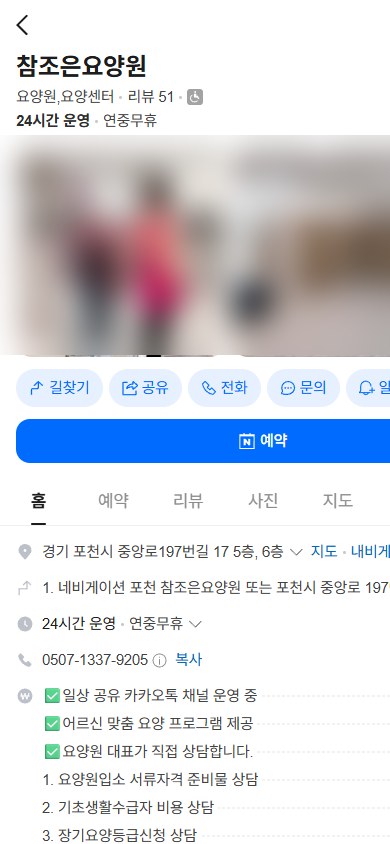 참조은요양원
요양원,요양센터 · 리뷰 51 ·
24시간 운영 · 연중무휴
길찾기 공유 전화 문의 알
예약
홈 예약 리뷰 사진 지도
경기 포천시 중앙로197번길 17 5층, 6층 지도 · 내비게
1. 네비게이션 포천 참조은요양원 또는 포천시 중앙로 197
24시간 운영 · 연중무휴
0507-1337-9205 복사
✅일상 공유 카카오톡 채널 운영 중
✅어르신 맞춤 요양 프로그램 제공
✅요양원 대표가 직접 상담합니다.
1. 요양원입소 서류자격 준비물 상담
2. 기초생활수급자 비용 상담
3. 장기요양등급신청 상담